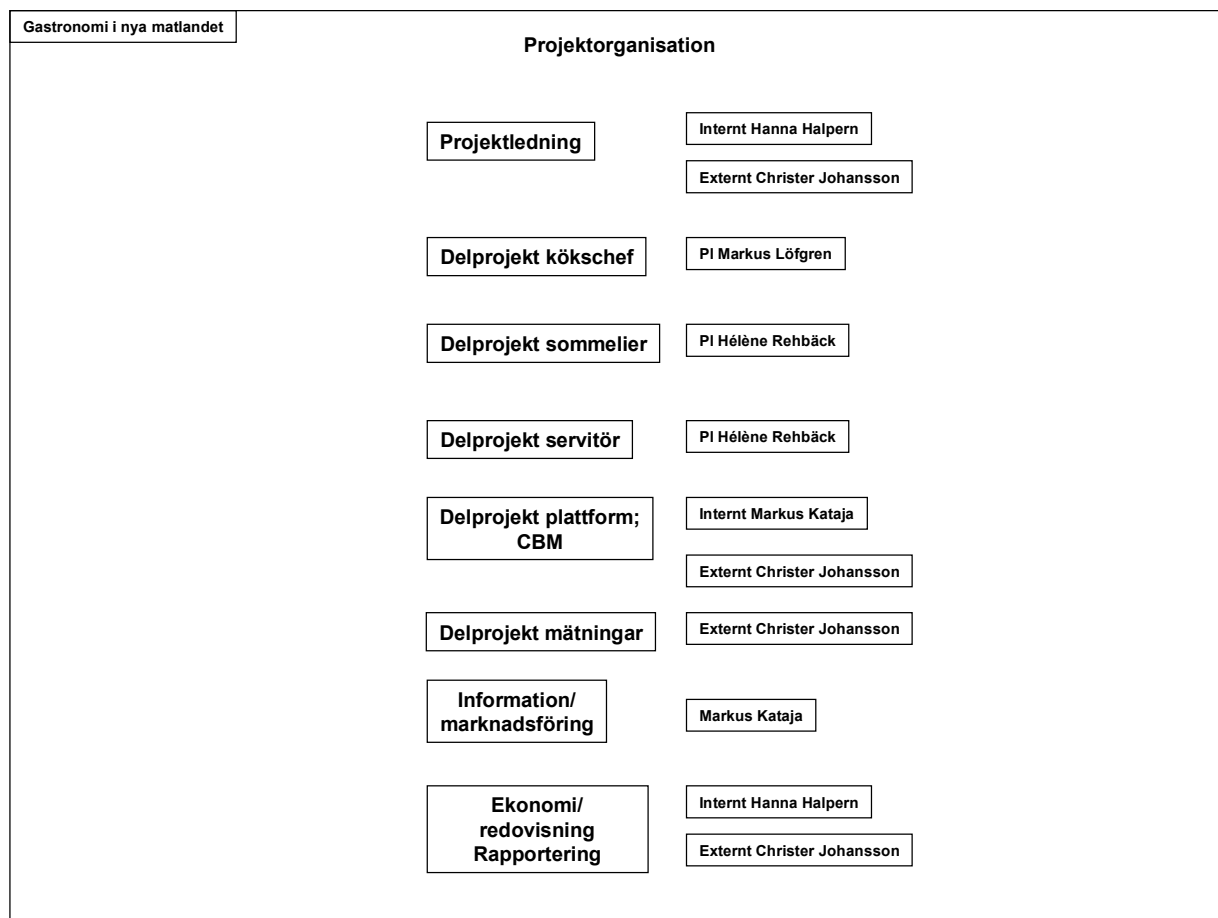 Gastronomi i nya matlandet
Projektorganisation
Projektledning
Internt Hanna Halpern
Externt Christer Johansson
Delprojekt kökschef
Pl Markus Löfgren
Delprojekt sommelier
Pl Hélène Rehbäck
Delprojekt servitör
Pl Hélène Rehbäck
Delprojekt plattform;
CBM
Internt Markus Kataja
Externt Christer Johansson
Delprojekt mätningar
Externt Christer Johansson
Information/
marknadsföring
Markus Kataja
Ekonomi/
redovisning
Rapportering
Internt Hanna Halpern
Externt Christer Johansson